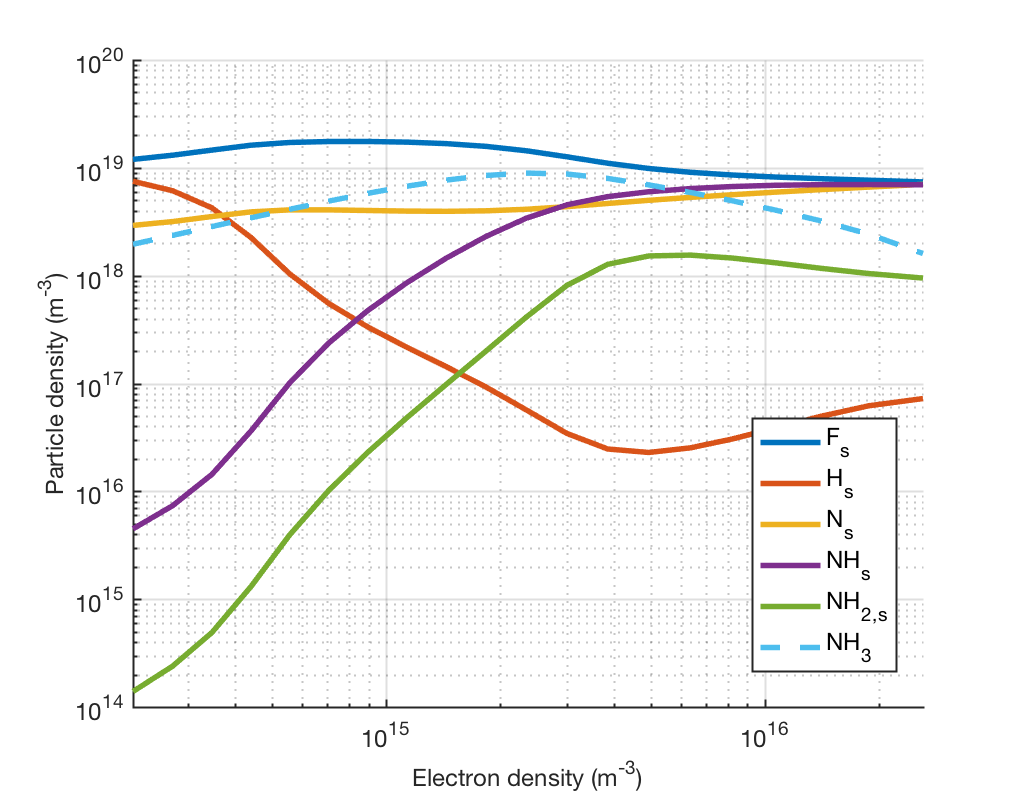 10^20
10^19
10^18
10^17
10^16
10^15
10^14
Particle density (m^-3)
10^15 10^16
Electron density (m^-3)
F_s
H_s
N_s
NH_s
NH_2,s
NH_3